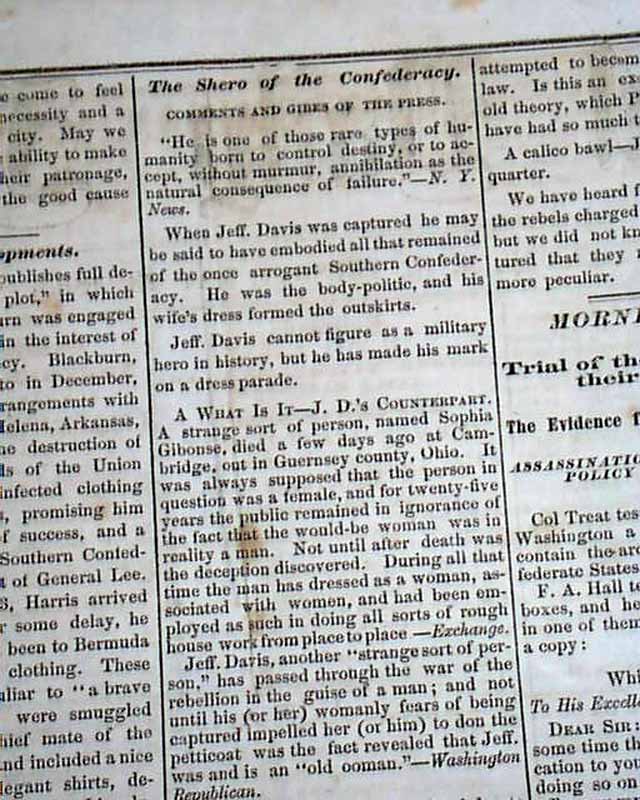 e come to feel
necessity and a
city. May we
ability to make
heir patronage,
the good cause
opments.
publishes full de-
plot," in which
urn was engaged
in the interest of
cy. Blackburn,
to in December,
rangements with
Helena, Arkansas,
he destruction of
ls of the Union
infected clothing
s, promising him
f success, and a
Southern Confed-
t of General Lee.
3, Harris arrived
r some delay, he
been to Bermuda
clothing. These
liar to "a brave
were smuggled
hief mate of the
nd included a nice
legant shirts, de-
The Shero of the Confederacy.
COMMENTS AND GIBES OF THE PRESS.
"He is one of those rare types of hu-
manity born to control destiny, or to ac-
cept, without murmur, annihilation as the
natural consequence of failure."—N. Y.
News.
When Jeff. Davis was captured he may
be said to have embodied all that remained
of the once arrogant Southern Confeder-
acy. He was the body-politic, and his
wife's dress formed the outskirts.
Jeff. Davis cannot figure as a military
hero in history, but he has made his mark
on a dress parade.
A WHAT IS IT—J. D.'S COUNTERPART.
A strange sort of person, named Sophia
Gibonse, died a few days ago at Cam-
bridge, out in Guernsey county, Ohio. It
was always supposed that the person in
question was a female, and for twenty-five
years the public remained in ignorance of
the fact that the would-be woman was in
reality a man. Not until after death was
the deception discovered. During all that
time the man has dressed as a woman, as-
sociated with women, and had been em-
ployed as such in doing all sorts of rough
house work from place to place —Exchange.
Jeff. Davis, another "strange sort of per-
son," has passed through the war of the
rebellion in the guise of a man; and not
until his (or her) womanly fears of being
captured impelled her (or him) to don the
petticoat was the fact revealed that Jeff.
was and is an "old ooman."—Washington
Republican.
attempted to becom
law. Is this an ex
old theory, which P
have had so much t
A calico bawl—J
quarter.
We have heard f
the rebels charged
but we did not kn
tured that they
more peculiar.
MORNI
Trial of the
their
The Evidence f
ASSASSINATIO
POLICY
Col Treat tes
Washington a
contain the ar
federate States
F. A. Hall to
boxes, and he
in one of them
a copy:
Whi
To His Excelle
DEAR SIR:
some time th
cation to you
doing so on